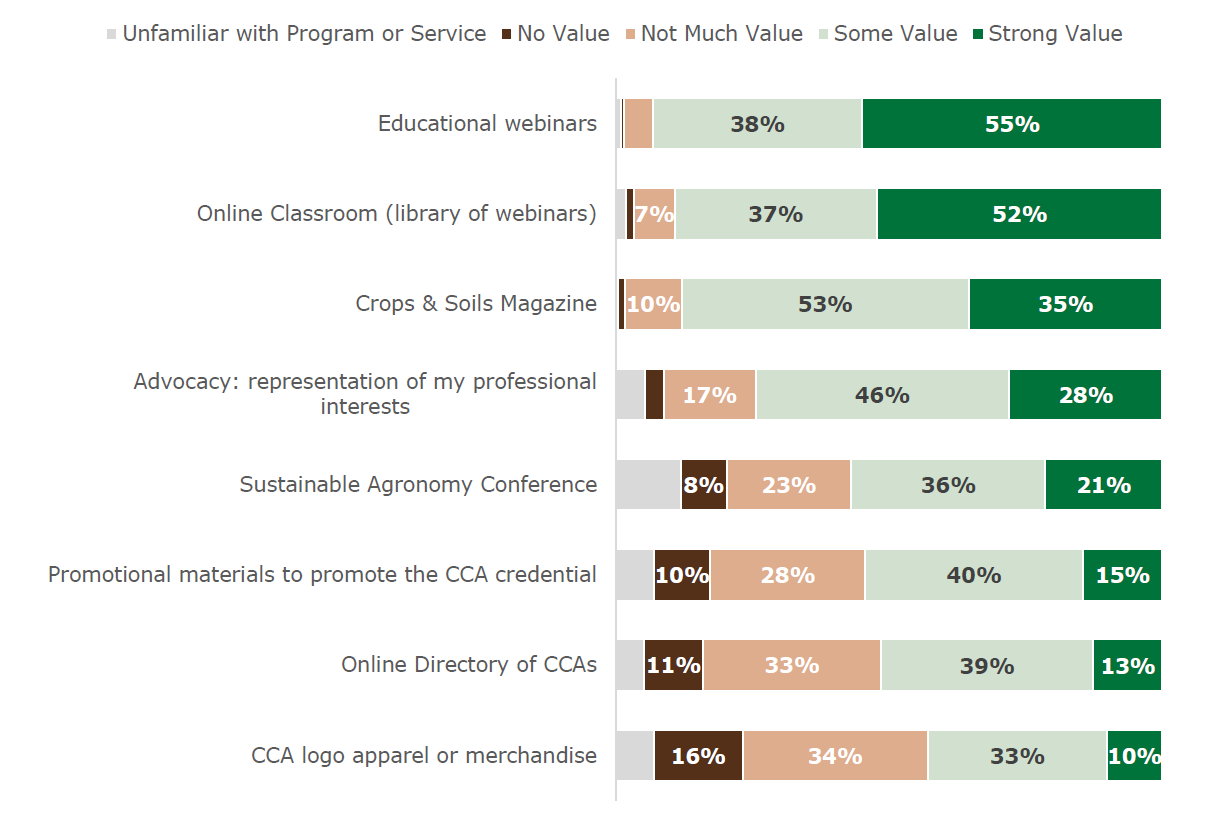 Unfamiliar with Program or Service No Value Not Much Value Some Value Strong Value
Educational webinars 38% 55%
Online Classroom (library of webinars) 7% 37% 52%
Crops & Soils Magazine 10% 53% 35%
Advocacy: representation of my professional
interests 17% 46% 28%
Sustainable Agronomy Conference 8% 23% 36% 21%
Promotional materials to promote the CCA credential 10% 28% 40% 15%
Online Directory of CCAs 11% 33% 39% 13%
CCA logo apparel or merchandise 16% 34% 33% 10%